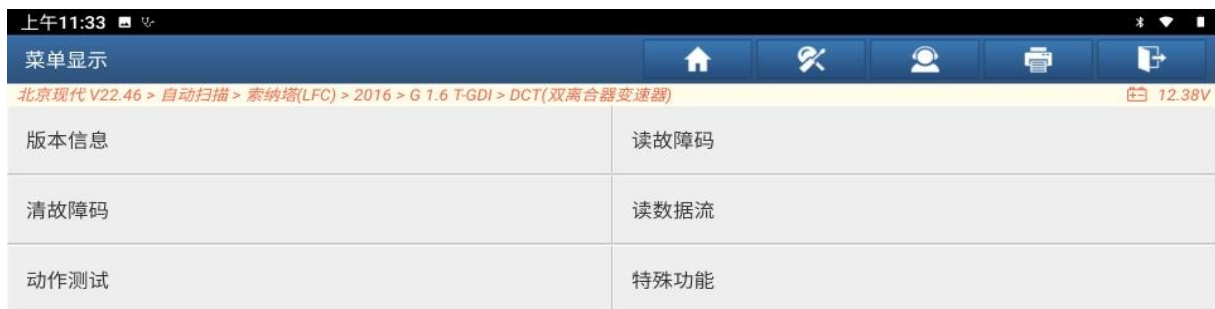 上午11:33
菜单显示
北京现代 V22.46 > 自动扫描 > 索纳塔(LFC) > 2016 > G 1.6 T-GDI > DCT(双离合器变速器) 12.38V
版本信息 读故障码
清故障码 读数据流
动作测试 特殊功能